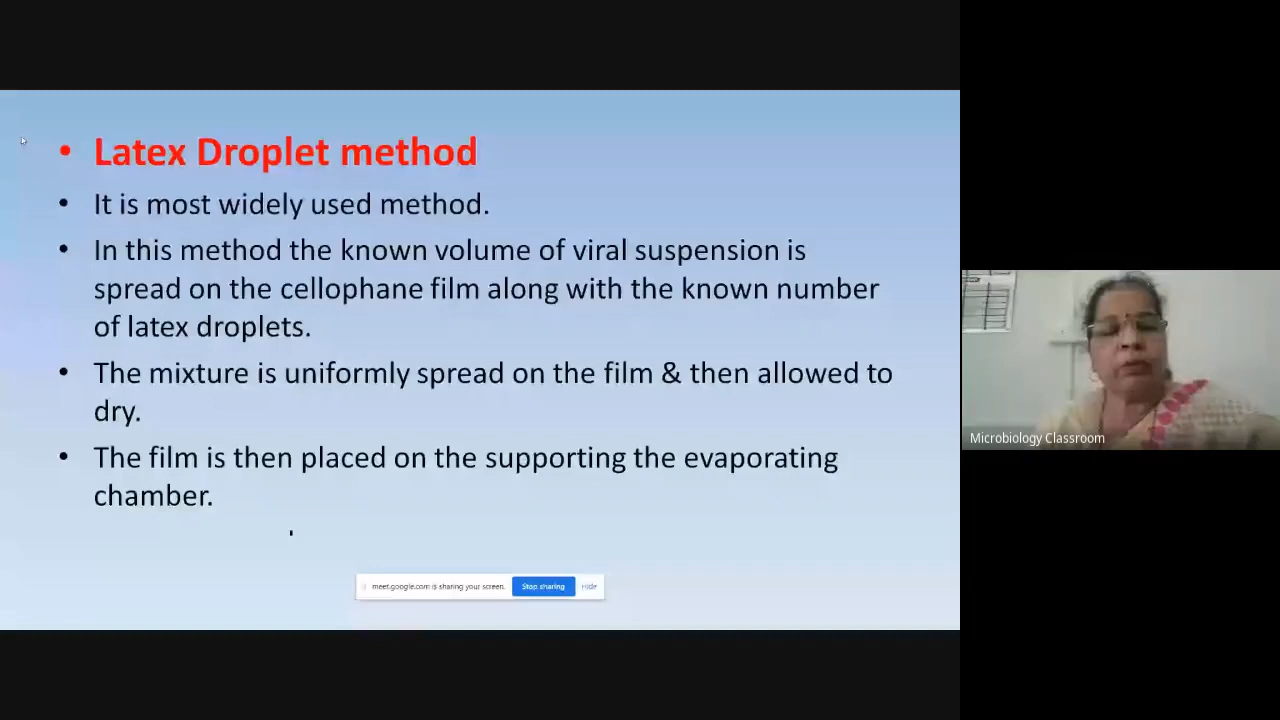 • Latex Droplet method
• It is most widely used method.
• In this method the known volume of viral suspension is
spread on the cellophane film along with the known number
of latex droplets.
• The mixture is uniformly spread on the film & then allowed to
dry.
• The film is then placed on the supporting the evaporating
chamber.
meet.google.com is sharing your screen. Stop sharing Hide
Microbiology Classroom